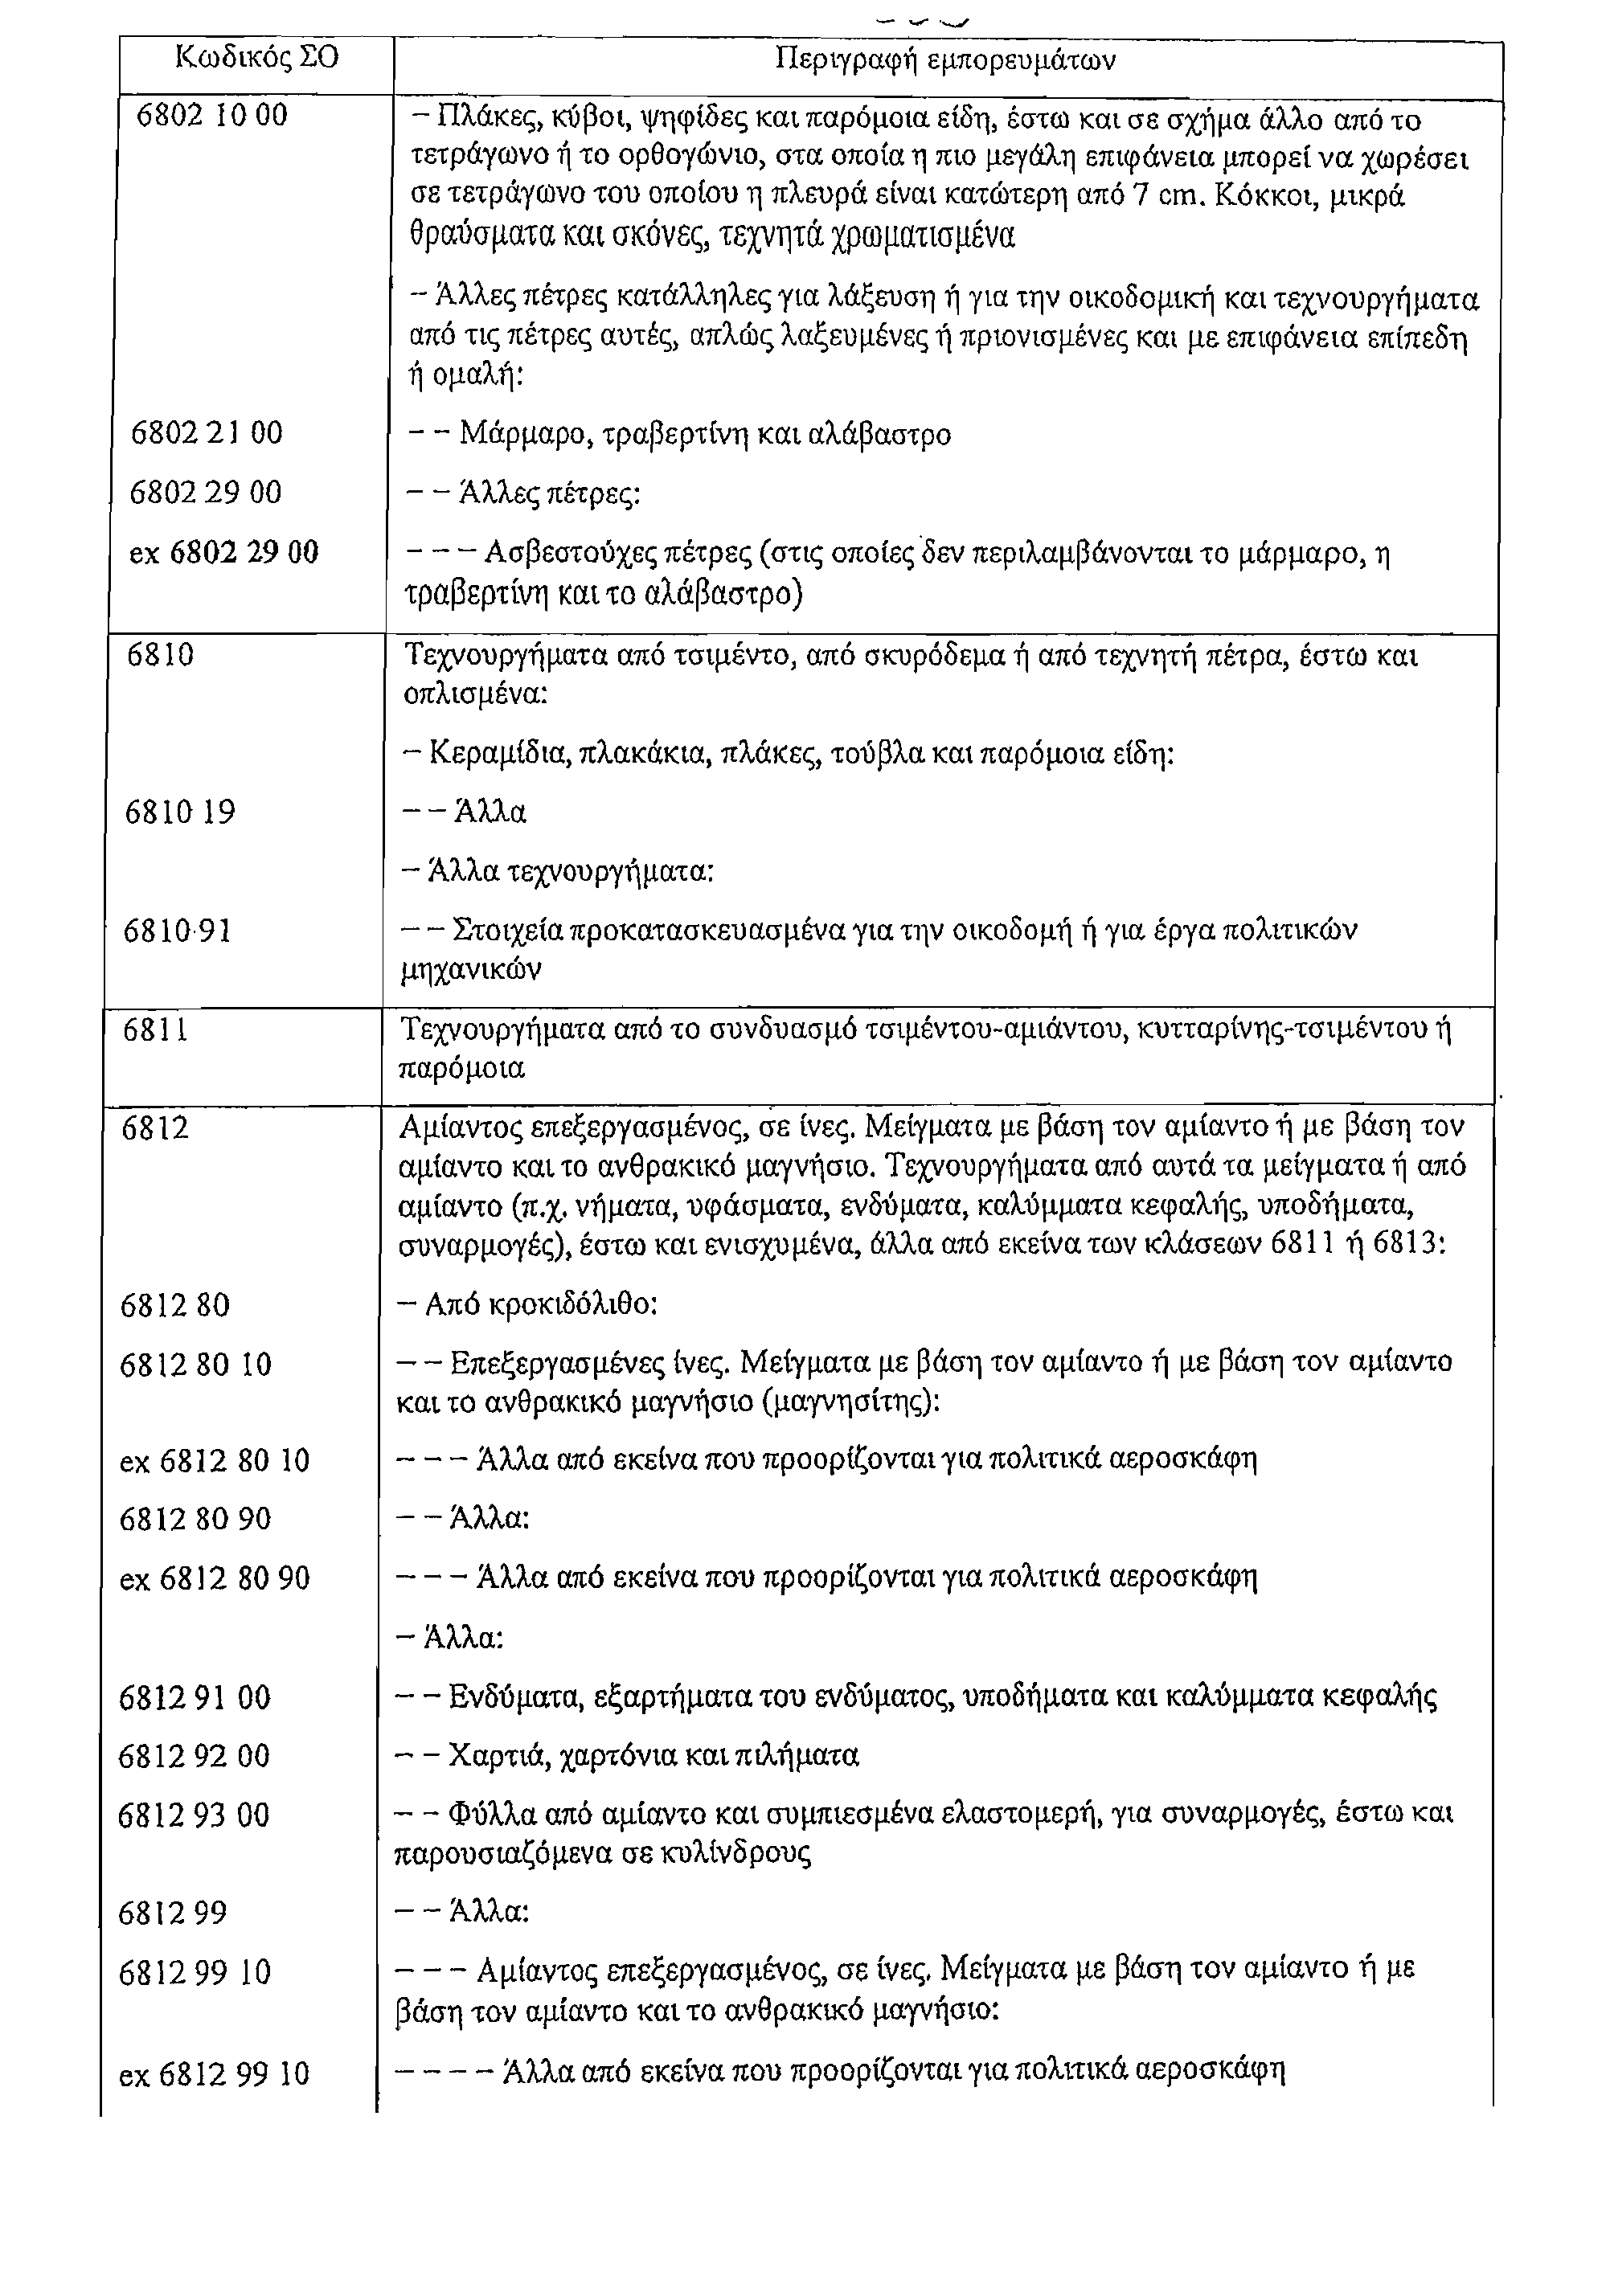 Κωδικός ΣΟ Περιγραφή εμπορευμάτων
6802 10 00 – Πλάκες, κύβοι, ψηφίδες και παρόμοια είδη, έστω και σε σχήμα άλλο από το
τετράγωνο ή το ορθογώνιο, στα οποία η πιο μεγάλη επιφάνεια μπορεί να χωρέσει
σε τετράγωνο του οποίου η πλευρά είναι κατώτερη από 7 cm. Κόκκοι, μικρά
θραύσματα και σκόνες, τεχνητά χρωματισμένα
– Άλλες πέτρες κατάλληλες για λάξευση ή για την οικοδομική και τεχνουργήματα
από τις πέτρες αυτές, απλώς λαξευμένες ή πριονισμένες και με επιφάνεια επίπεδη
ή ομαλή:
6802 21 00 – – Μάρμαρο, τραβερτίνη και αλάβαστρο
6802 29 00 – – Άλλες πέτρες:
ex 6802 29 00 – – – Ασβεστούχες πέτρες (στις οποίες δεν περιλαμβάνονται το μάρμαρο, η
τραβερτίνη και το αλάβαστρο)
6810 Τεχνουργήματα από τσιμέντο, από σκυρόδεμα ή από τεχνητή πέτρα, έστω και
οπλισμένα:
– Κεραμίδια, πλακάκια, πλάκες, τούβλα και παρόμοια είδη:
6810 19 – – Άλλα
– Άλλα τεχνουργήματα:
6810 91 – – Στοιχεία προκατασκευασμένα για την οικοδομή ή για έργα πολιτικών
μηχανικών
6811 Τεχνουργήματα από το συνδυασμό τσιμέντου-αμιάντου, κυτταρίνης-τσιμέντου ή
παρόμοια
6812 Αμίαντος επεξεργασμένος, σε ίνες. Μείγματα με βάση τον αμίαντο ή με βάση τον
αμίαντο και το ανθρακικό μαγνήσιο. Τεχνουργήματα από αυτά τα μείγματα ή από
αμίαντο (π.χ. νήματα, υφάσματα, ενδύματα, καλύμματα κεφαλής, υποδήματα,
συναρμογές), έστω και ενισχυμένα, άλλα από εκείνα των κλάσεων 6811 ή 6813:
6812 80 – Από κροκιδόλιθο:
6812 80 10 – – Επεξεργασμένες ίνες. Μείγματα με βάση τον αμίαντο ή με βάση τον αμίαντο
και το ανθρακικό μαγνήσιο (μαγνησίτης):
ex 6812 80 10 – – – Άλλα από εκείνα που προορίζονται για πολιτικά αεροσκάφη
6812 80 90 – – Άλλα:
ex 6812 80 90 – – – Άλλα από εκείνα που προορίζονται για πολιτικά αεροσκάφη
– Άλλα:
6812 91 00 – – Ενδύματα, εξαρτήματα του ενδύματος, υποδήματα και καλύμματα κεφαλής
6812 92 00 – – Χαρτιά, χαρτόνια και πιλήματα
6812 93 00 – – Φύλλα από αμίαντο και συμπιεσμένα ελαστομερή, για συναρμογές, έστω και
παρουσιαζόμενα σε κυλίνδρους
6812 99 – – Άλλα:
6812 99 10 – – – Αμίαντος επεξεργασμένος, σε ίνες. Μείγματα με βάση τον αμίαντο ή με
βάση τον αμίαντο και το ανθρακικό μαγνήσιο:
ex 6812 99 10 – – – – Άλλα από εκείνα που προορίζονται για πολιτικά αεροσκάφη